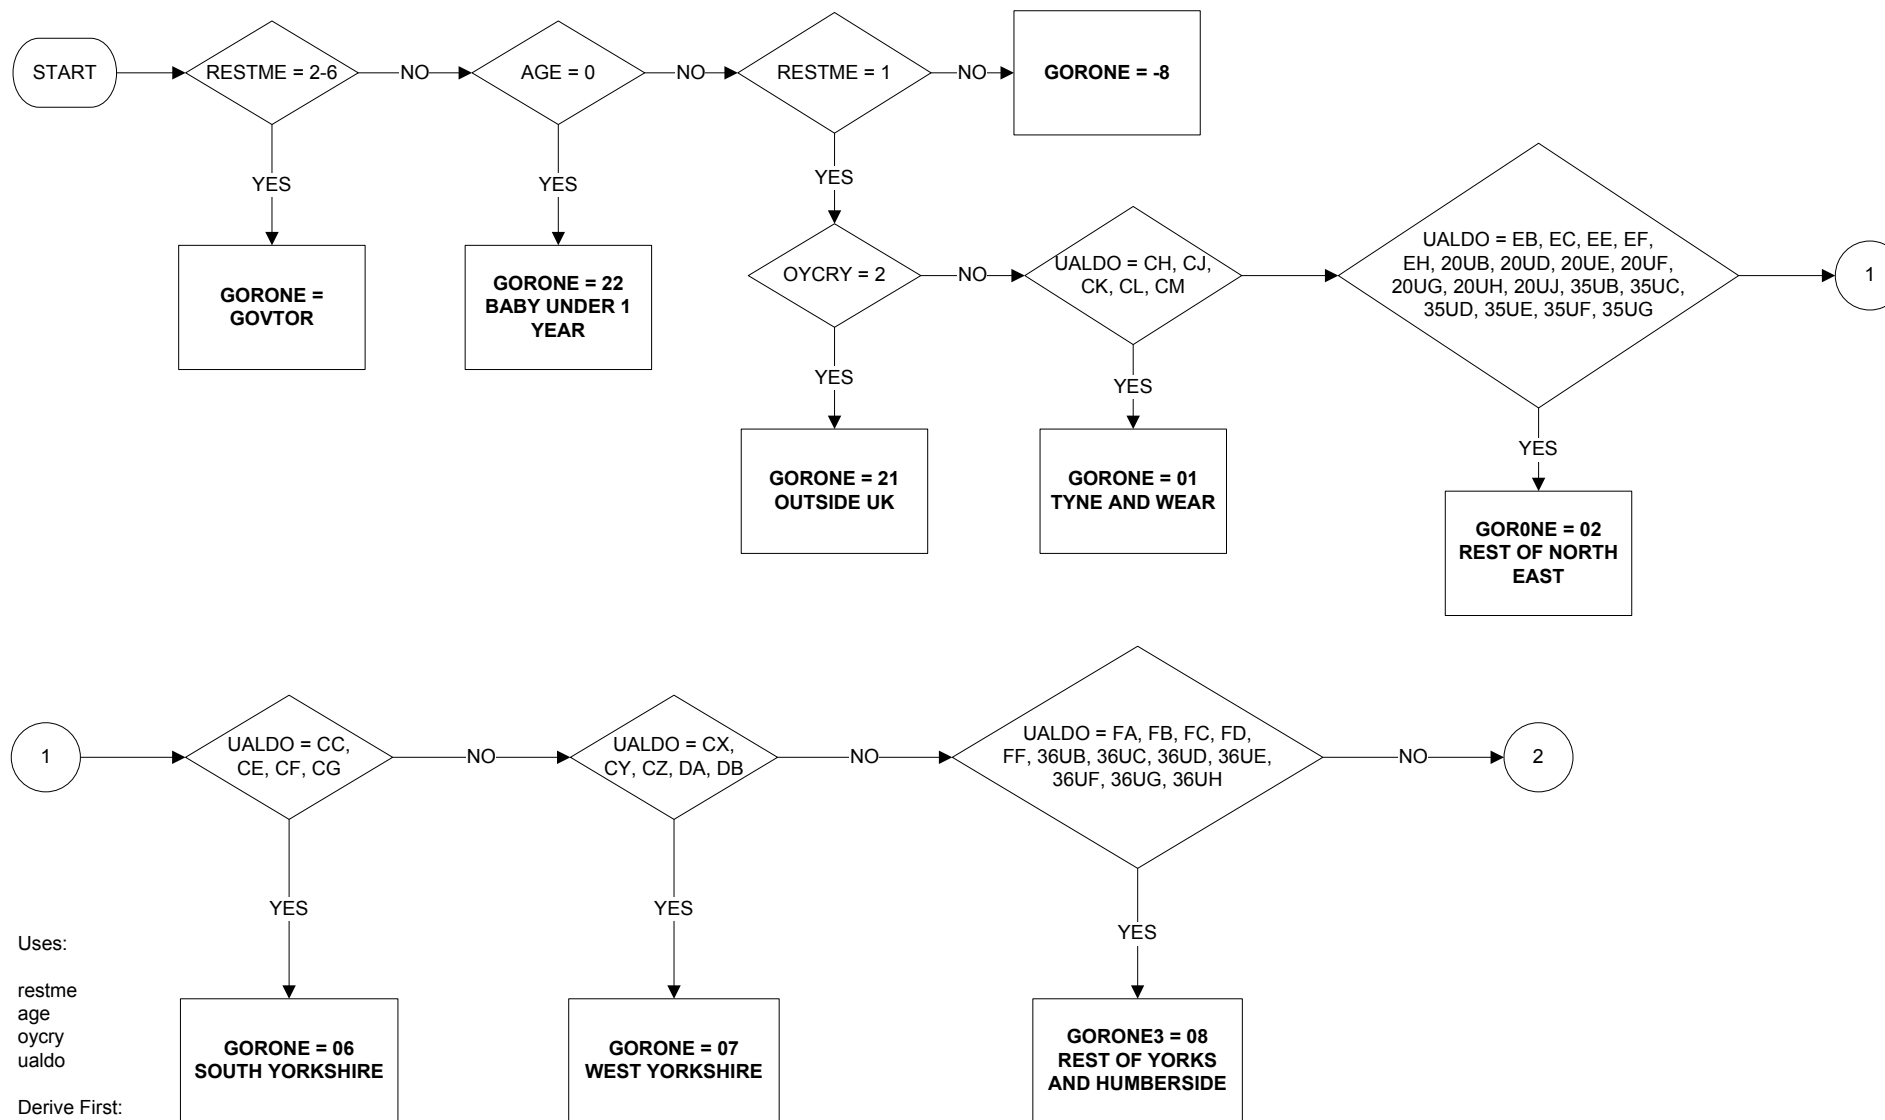 START
RESTME = 2-6
NO
AGE = 0
NO
RESTME = 1
NO
GORONE = -8
YES
YES
YES
GORONE =
GOVTOR
GORONE = 22
BABY UNDER 1
YEAR
OYCRY = 2
NO
UALDO = CH, CJ,
CK, CL, CM
UALDO = EB, EC, EE, EF,
EH, 20UB, 20UD, 20UE, 20UF,
20UG, 20UH, 20UJ, 35UB, 35UC,
35UD, 35UE, 35UF, 35UG
1
YES
YES
YES
GORONE = 21
OUTSIDE UK
GORONE = 01
TYNE AND WEAR
GOR0NE = 02
REST OF NORTH
EAST
1
UALDO = CC,
CE, CF, CG
NO
UALDO = CX,
CY, CZ, DA, DB
NO
UALDO = FA, FB, FC, FD,
FF, 36UB, 36UC, 36UD, 36UE,
36UF, 36UG, 36UH
NO
2
YES
YES
YES
GORONE = 06
SOUTH YORKSHIRE
GORONE = 07
WEST YORKSHIRE
GORONE3 = 08
REST OF YORKS
AND HUMBERSIDE
Uses:
restme
age
oycry
ualdo
Derive First: